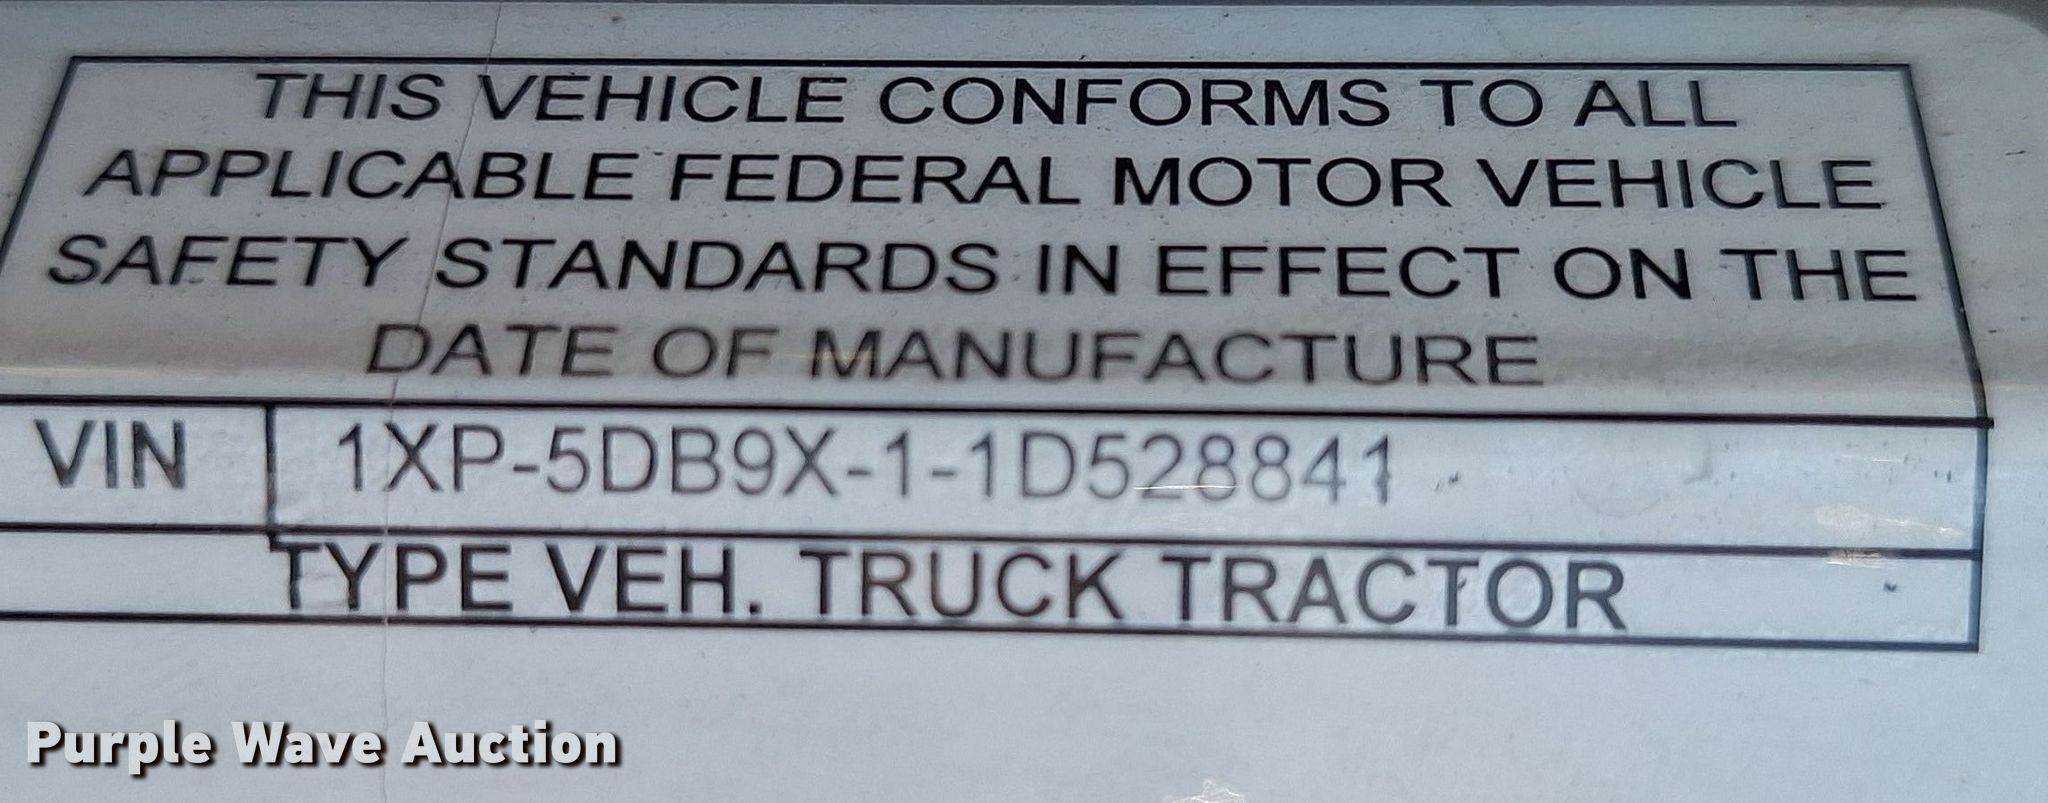 THIS VEHICLE CONFORMS TO ALL
APPLICABLE FEDERAL MOTOR VEHICLE
SAFETY STANDARDS IN EFFECT ON THE
DATE OF MANUFACTURE
VIN 1XP-5DB9X-1-1D528841
TYPE VEH. TRUCK TRACTOR
Purple Wave Auction